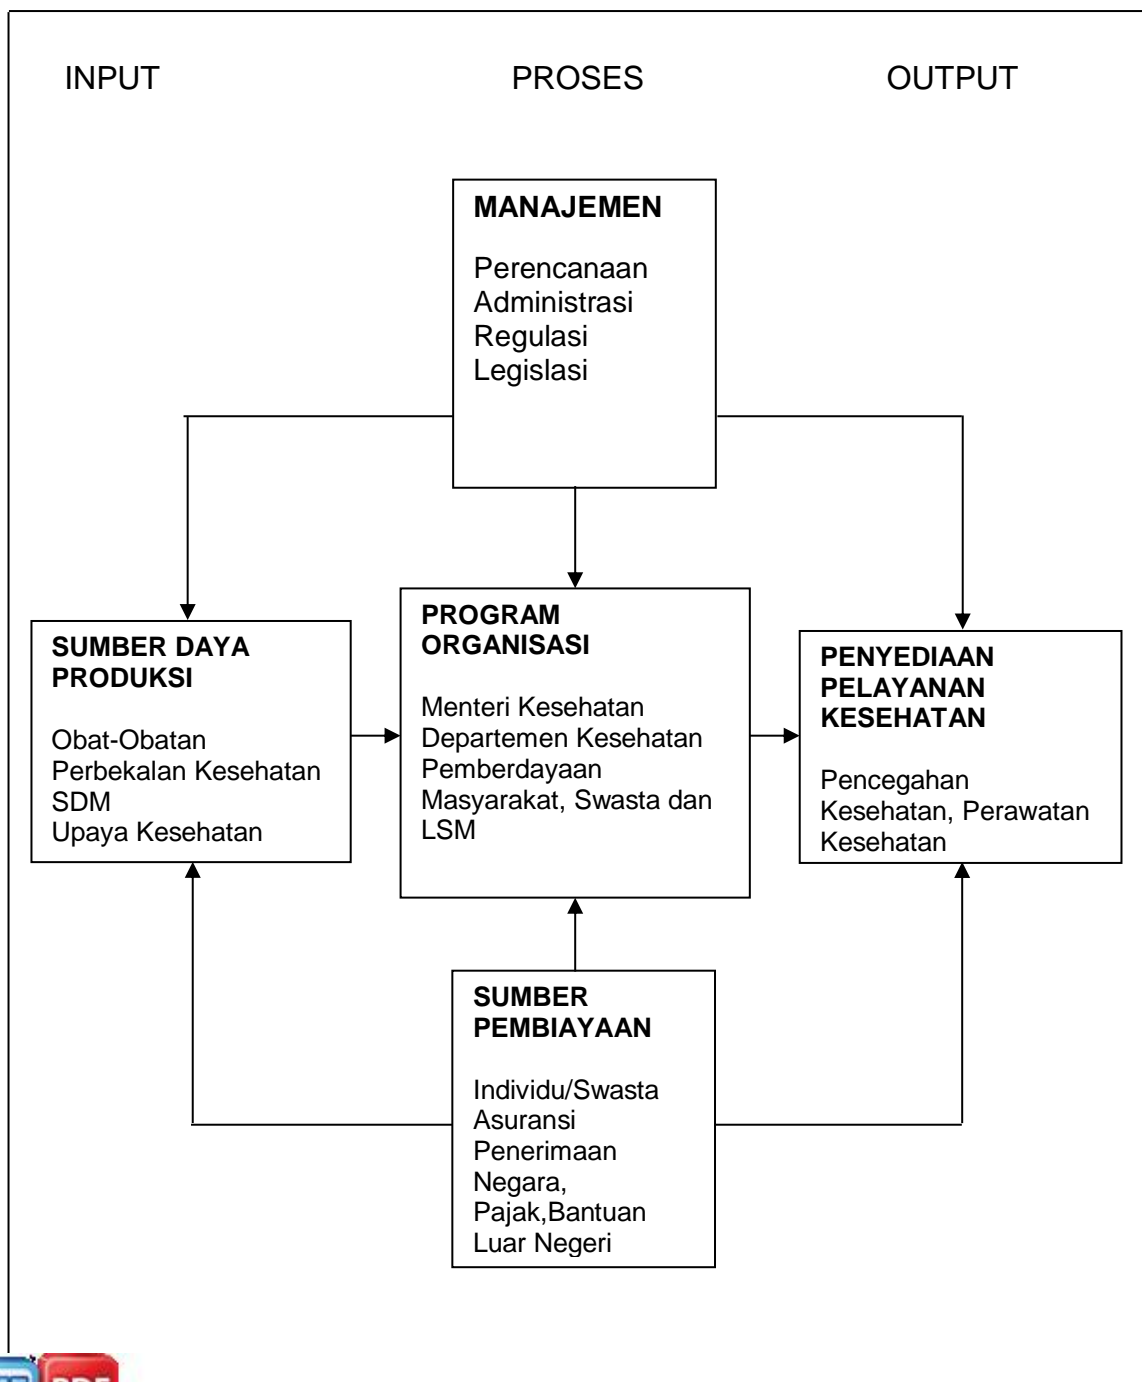 INPUT
PROSES
OUTPUT
MANAJEMEN
Perencanaan
Administrasi
Regulasi
Legislasi
SUMBER DAYA
PRODUKSI
Obat-Obatan
Perbekalan Kesehatan
SDM
Upaya Kesehatan
PROGRAM
ORGANISASI
Menteri Kesehatan
Departemen Kesehatan
Pemberdayaan
Masyarakat, Swasta dan
LSM
PENYEDIAAN
PELAYANAN
KESEHATAN
Pencegahan
Kesehatan, Perawatan
Kesehatan
SUMBER
PEMBIAYAAN
Individu/Swasta
Asuransi
Penerimaan
Negara,
Pajak,Bantuan
Luar Negeri